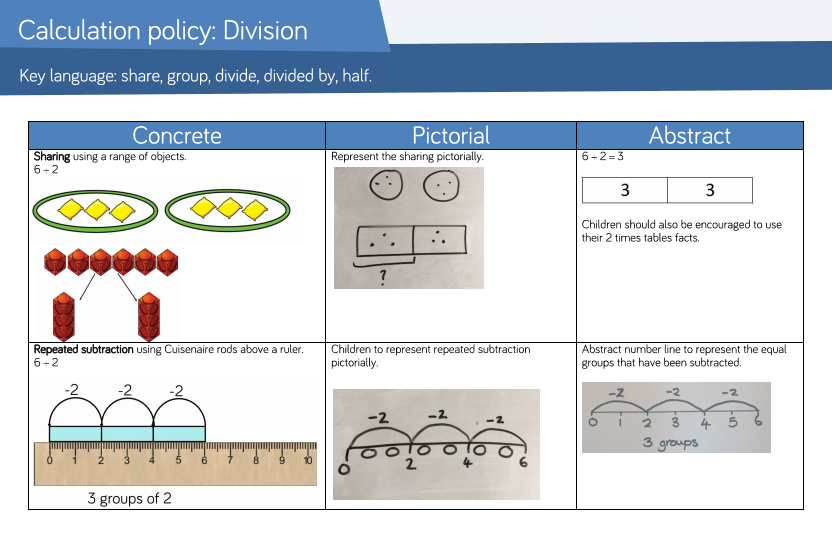 Calculation policy: Division
Key language: share, group, divide, divided by, half.
Concrete
Pictorial
Abstract
Sharing using a range of objects.
6 ÷ 2
Represent the sharing pictorially.
?
6 ÷ 2 = 3
3 3
Children should also be encouraged to use
their 2 times tables facts.
Repeated subtraction using Cuisenaire rods above a ruler.
6 ÷ 2
-2 -2 -2
0 1 2 3 4 5 6 7 8 9 10
3 groups of 2
Children to represent repeated subtraction
pictorially.
-2 -2 -2
0 2 4 6
Abstract number line to represent the equal
groups that have been subtracted.
-2 -2 -2
0 1 2 3 4 5 6
3 groups